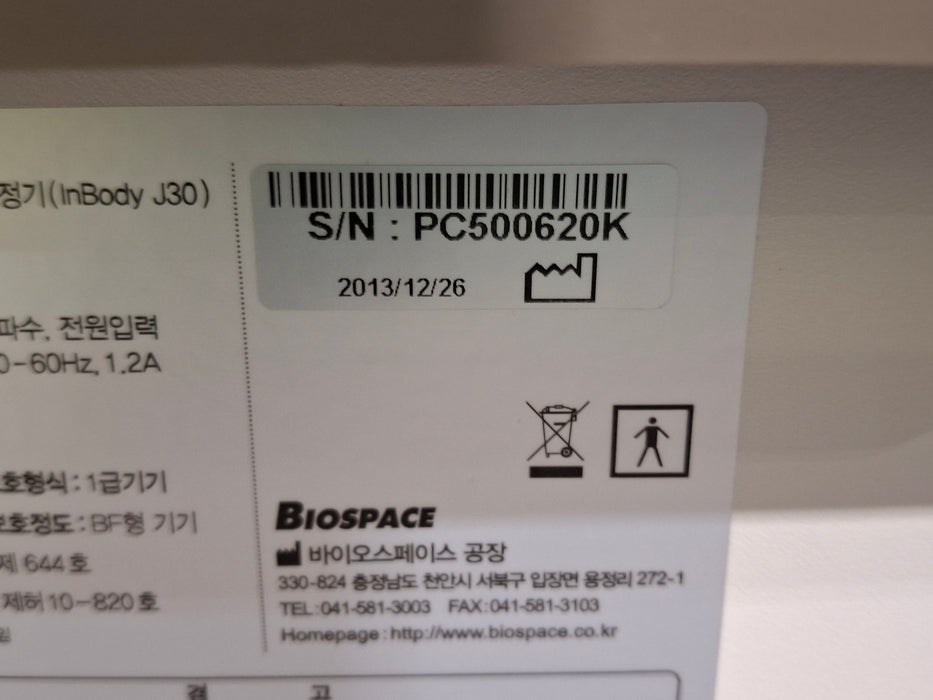 정기(InBody J30)
파수, 전원입력
0-60Hz, 1.2A
호형식 : 1급기기
보호정도 : BF형 기기
제 644 호
제허 10-820 호
일
S/N : PC500620K
2013/12/26
BIOSPACE
바이오스페이스 공장
330-824 충청남도 천안시 서북구 입장면 용정리 272-1
TEL : 041-581-3003 FAX : 041-581-3103
Homepage : http://www.biospace.co.kr
경 고